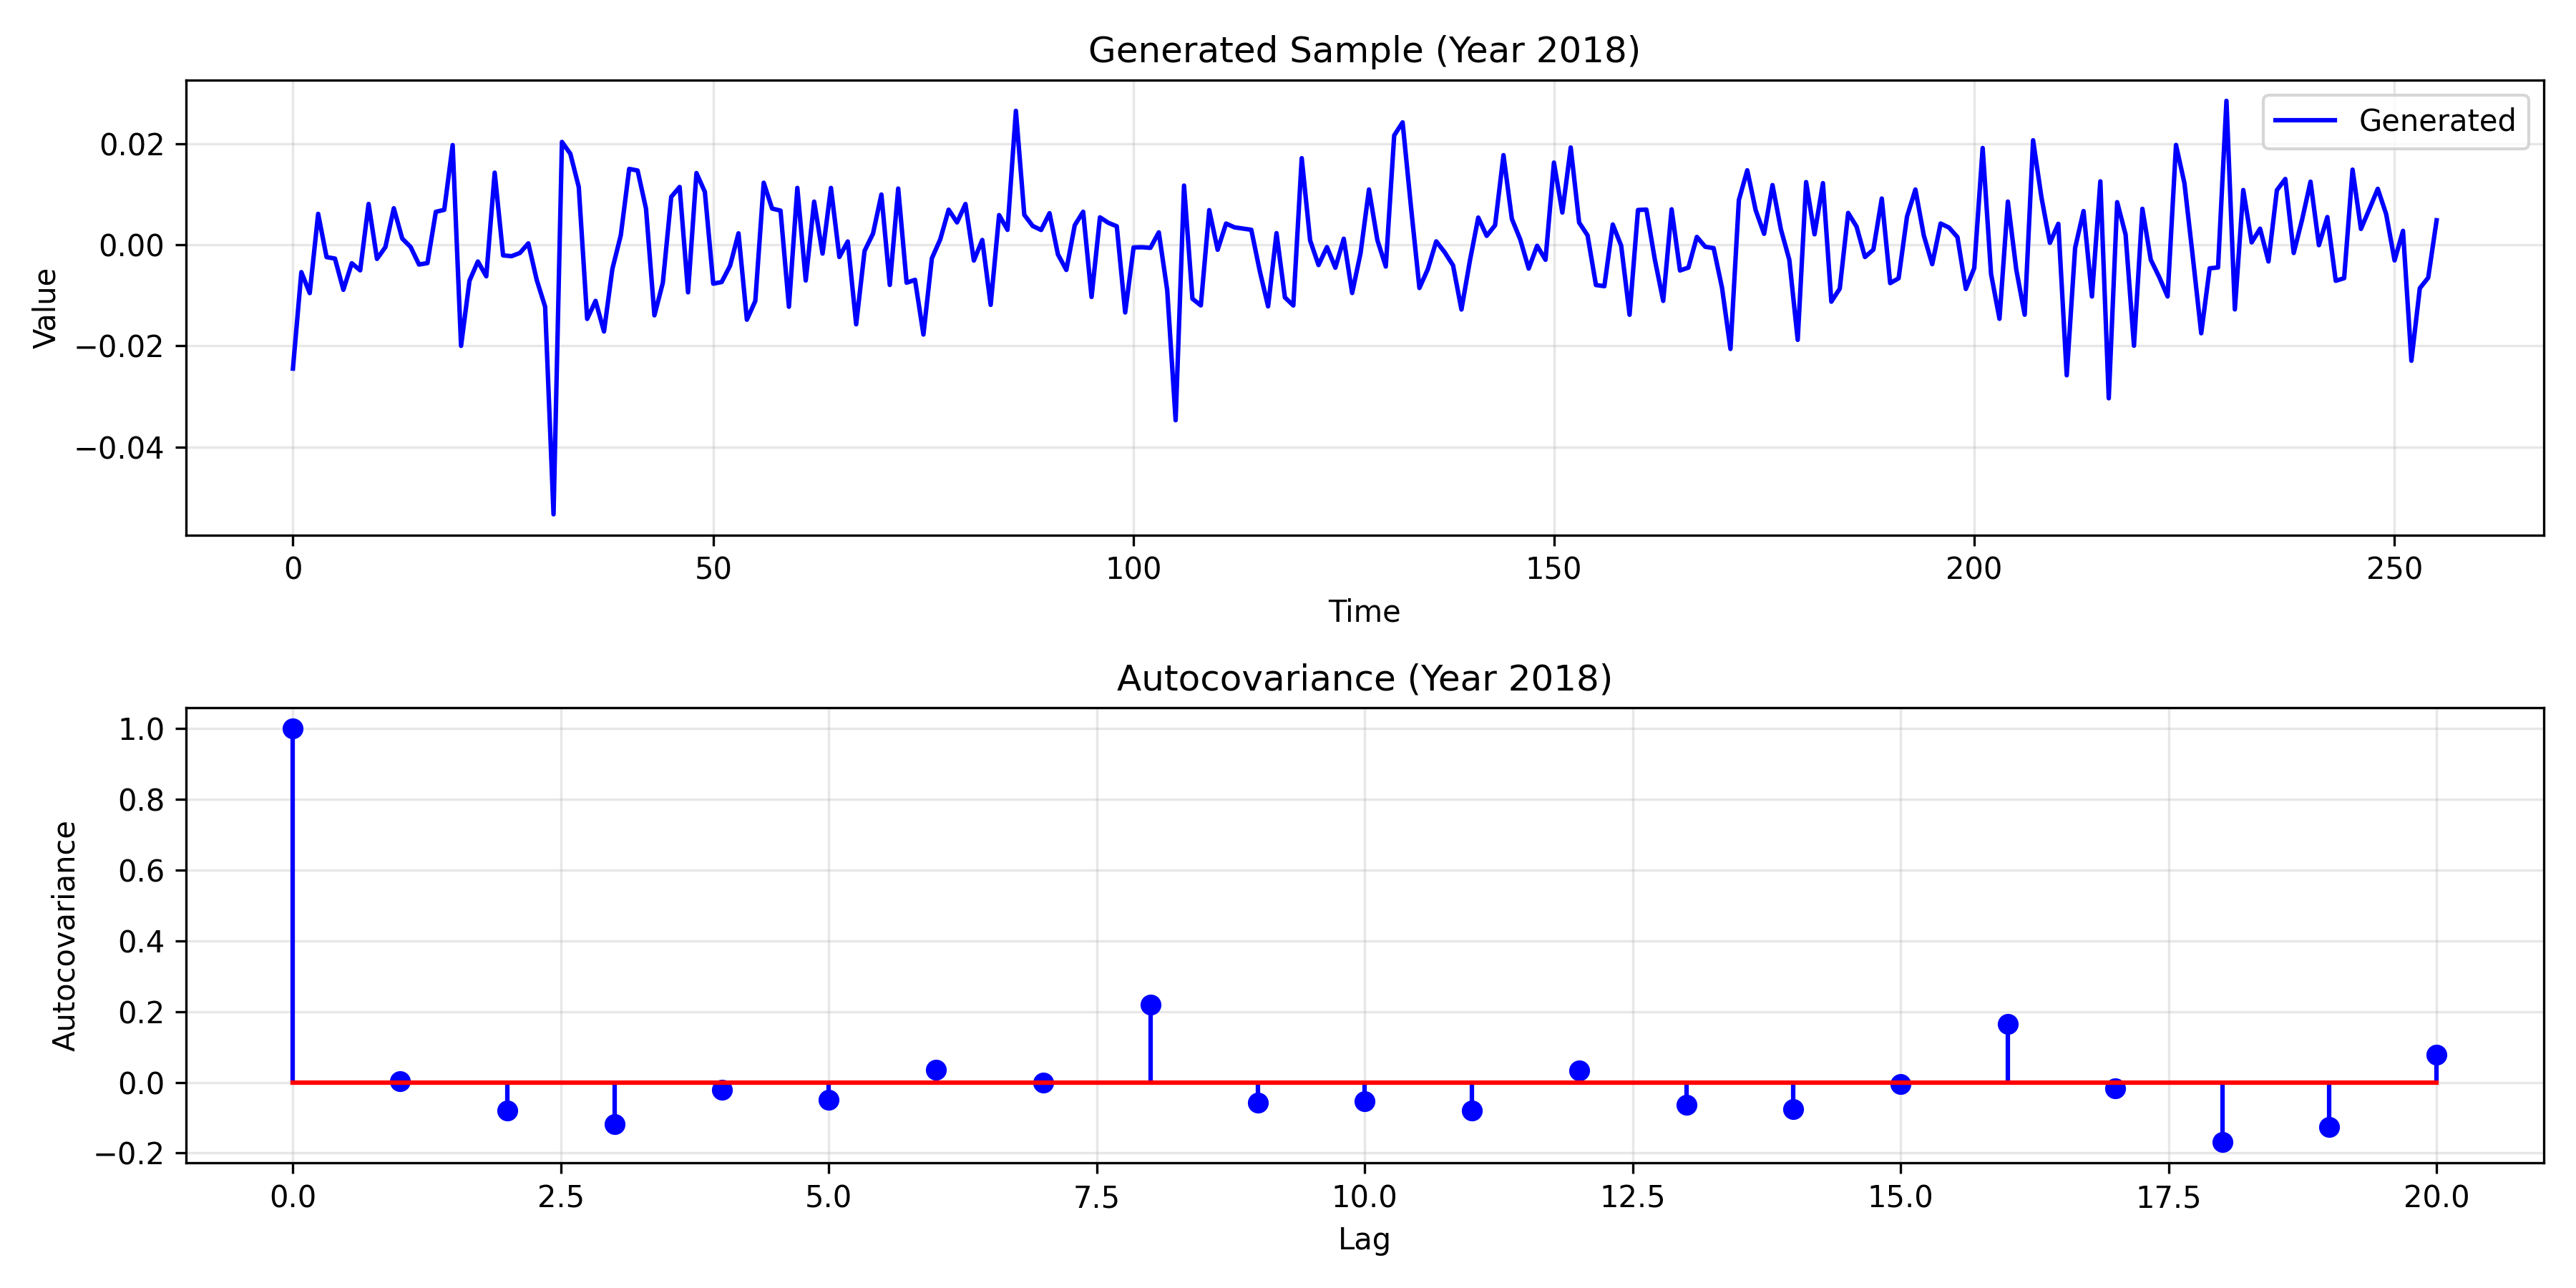 Generated Sample (Year 2018)
Generated
0.02
0.00
−0.02
−0.04
Value
0 50 100 150 200 250
Time
Autocovariance (Year 2018)
1.0
0.8
0.6
0.4
0.2
0.0
−0.2
Autocovariance
0.0 2.5 5.0 7.5 10.0 12.5 15.0 17.5 20.0
Lag